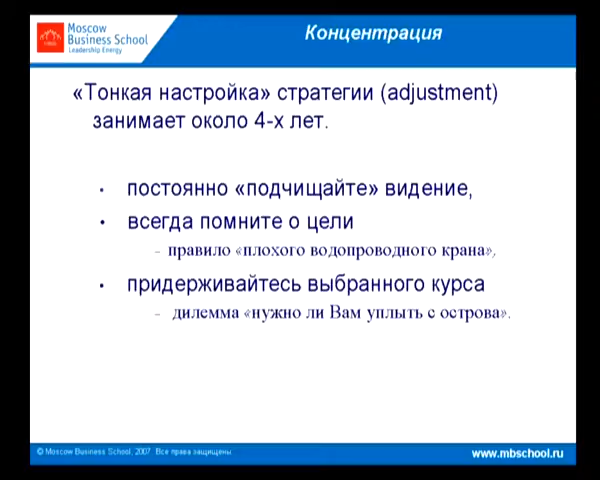 Moscow
Business School
Leadership Energy
Концентрация
«Тонкая настройка» стратегии (adjustment)
занимает около 4-х лет.
• постоянно «подчищайте» видение,
• всегда помните о цели
– правило «плохого водопроводного крана»,
• придерживайтесь выбранного курса
– дилемма «нужно ли Вам уплыть с острова».
© Moscow Business School, 2007 Все права защищены
www.mbschool.ru